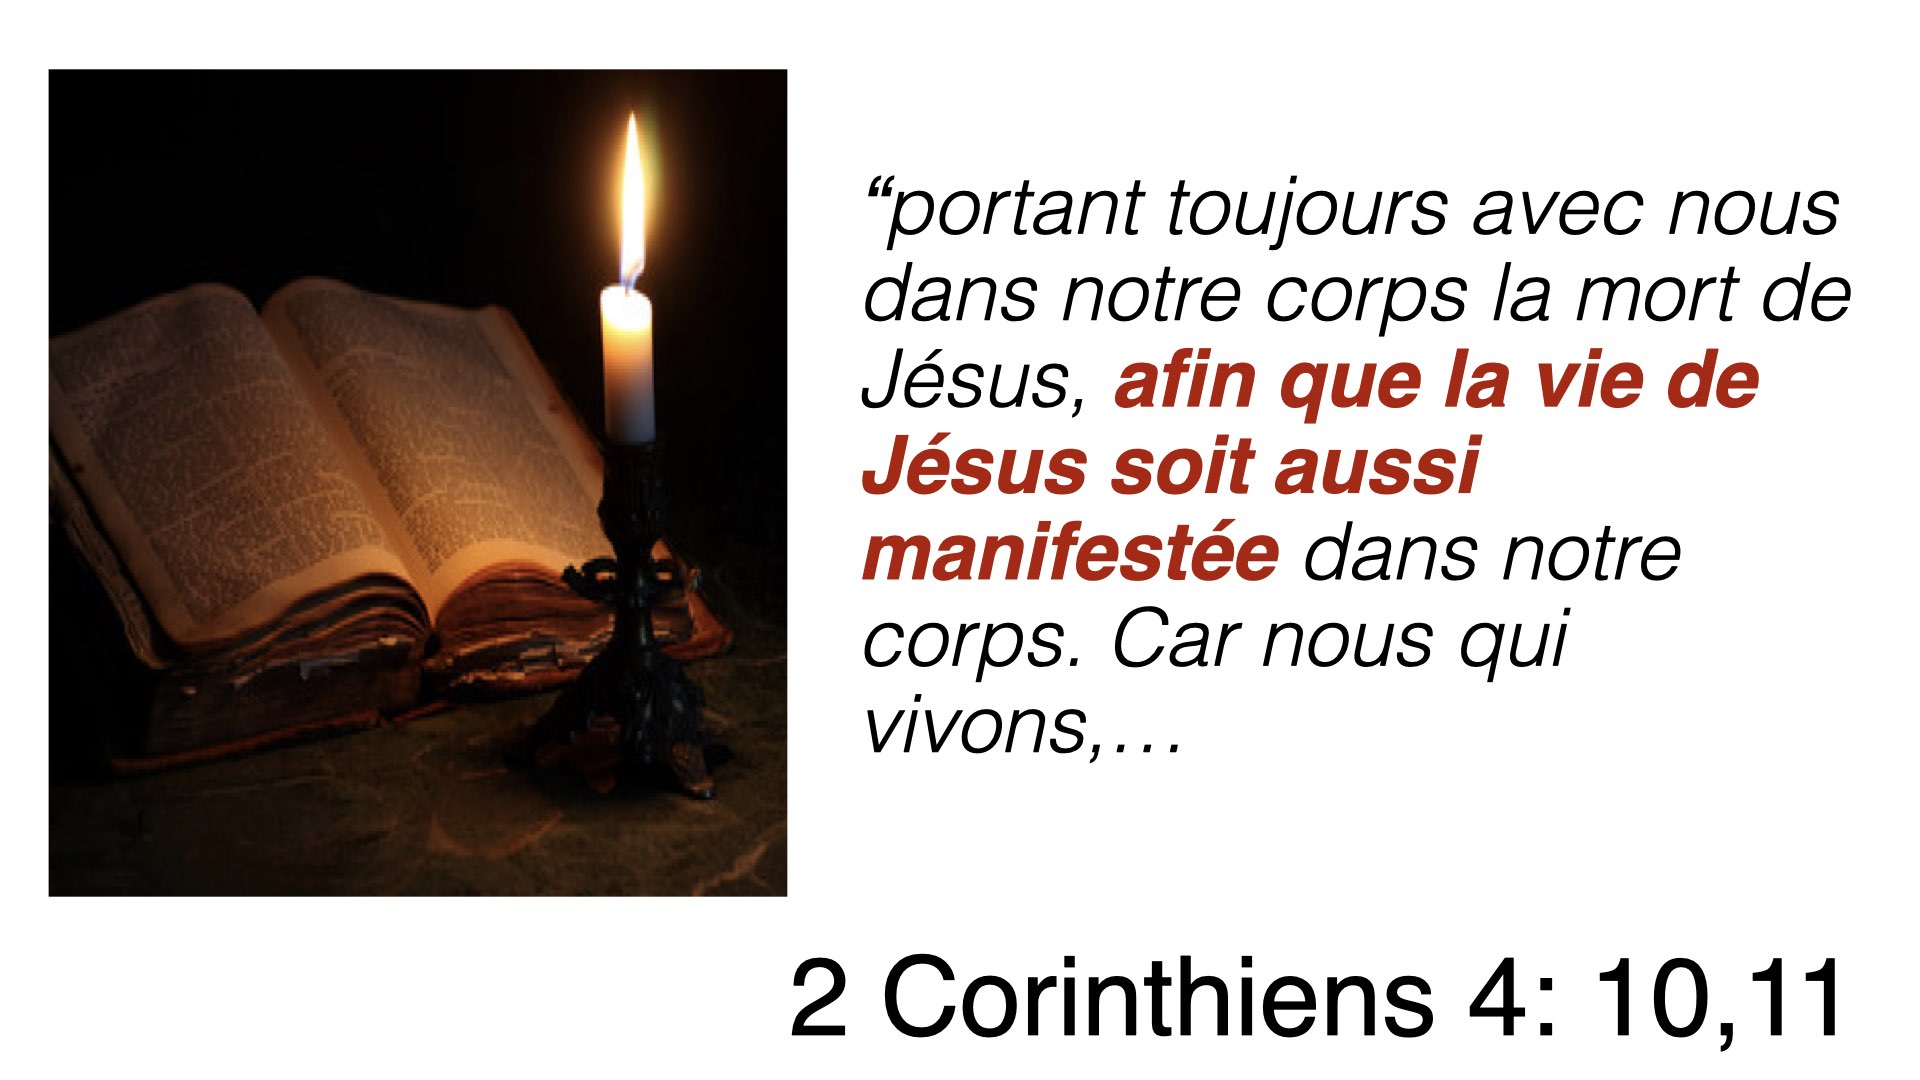 “portant toujours avec nous
dans notre corps la mort de
Jésus, afin que la vie de
Jésus soit aussi
manifestée dans notre
corps. Car nous qui
vivons,…
2 Corinthiens 4: 10,11